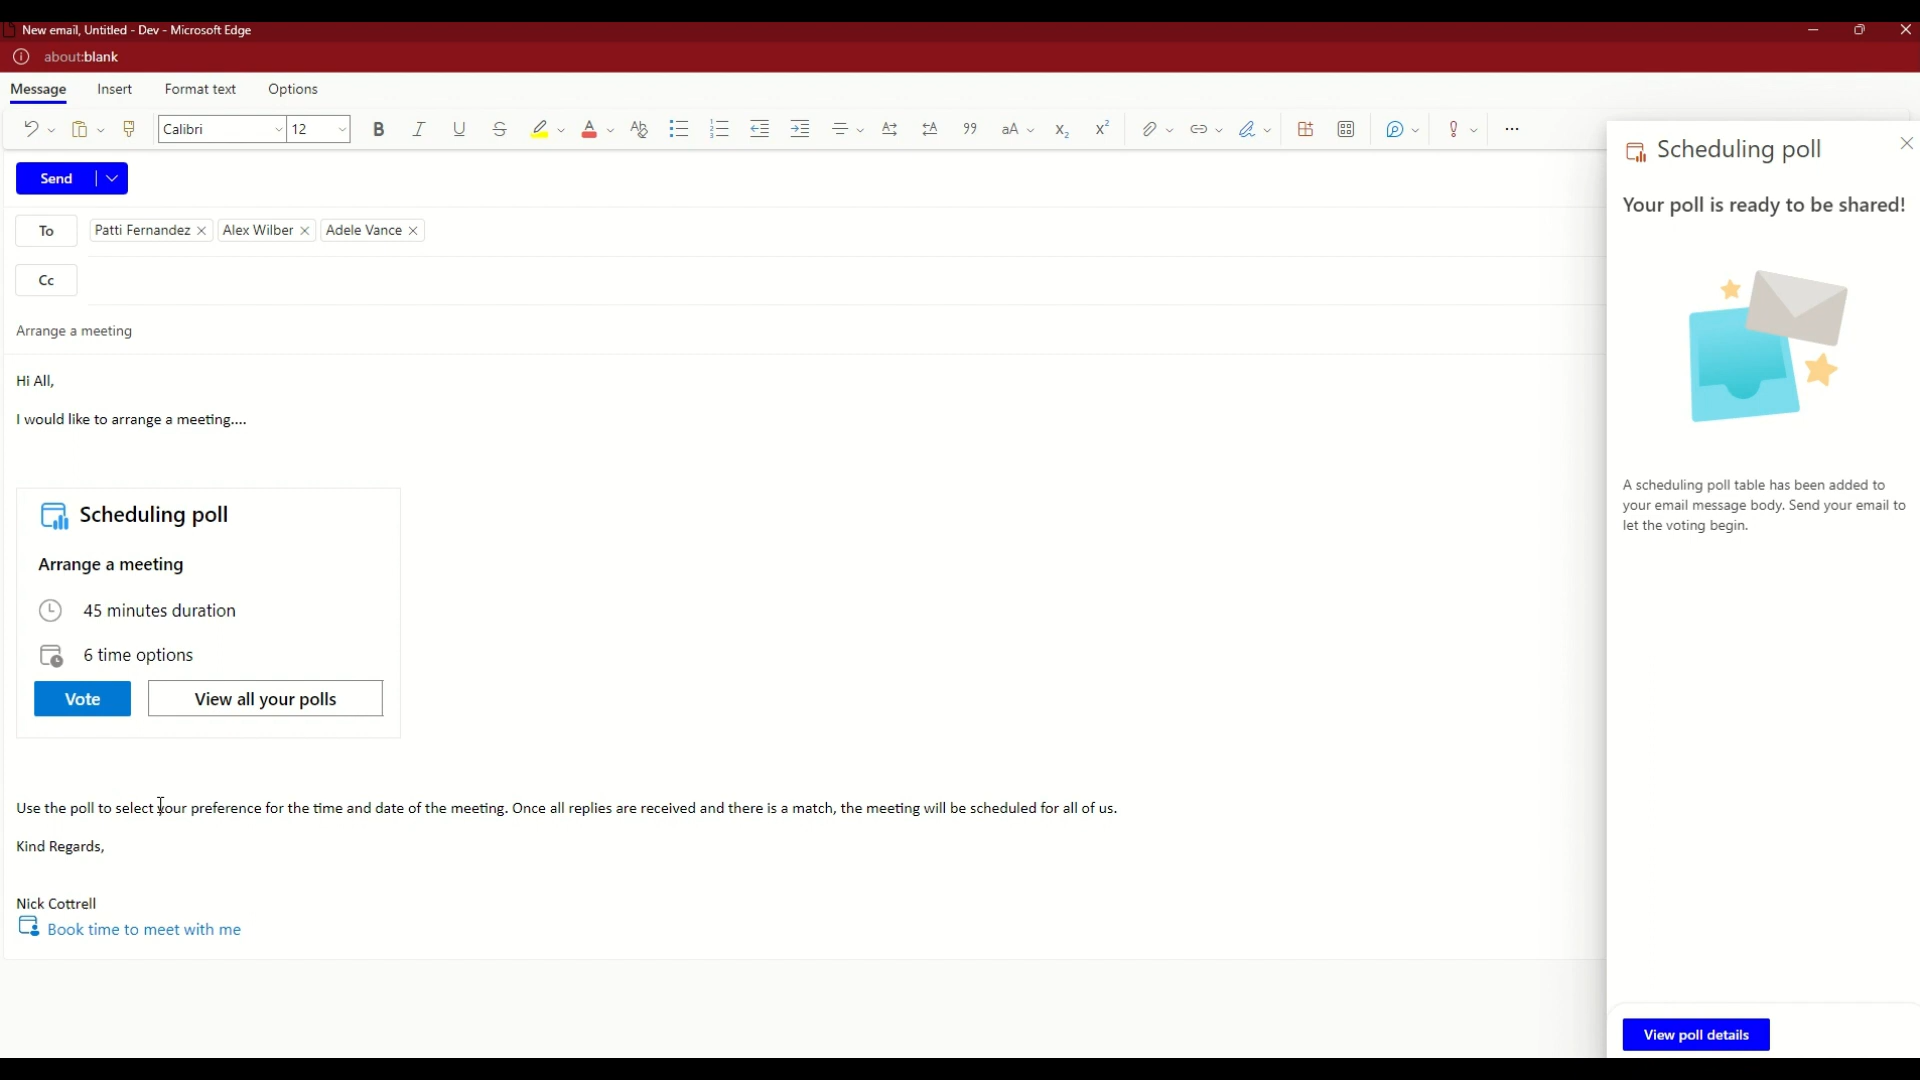 New email, Untitled - Dev - Microsoft Edge
about:blank
Message Insert Format text Options
Calibri 12
Send
To Patti Fernandez Alex Wilber Adele Vance
Cc
Arrange a meeting
Hi All,
I would like to arrange a meeting....
Scheduling poll
Arrange a meeting
45 minutes duration
6 time options
Vote View all your polls
Use the poll to select your preference for the time and date of the meeting. Once all replies are received and there is a match, the meeting will be scheduled for all of us.
Kind Regards,
Nick Cottrell
Book time to meet with me
Scheduling poll
Your poll is ready to be shared!
A scheduling poll table has been added to
your email message body. Send your email to
let the voting begin.
View poll details